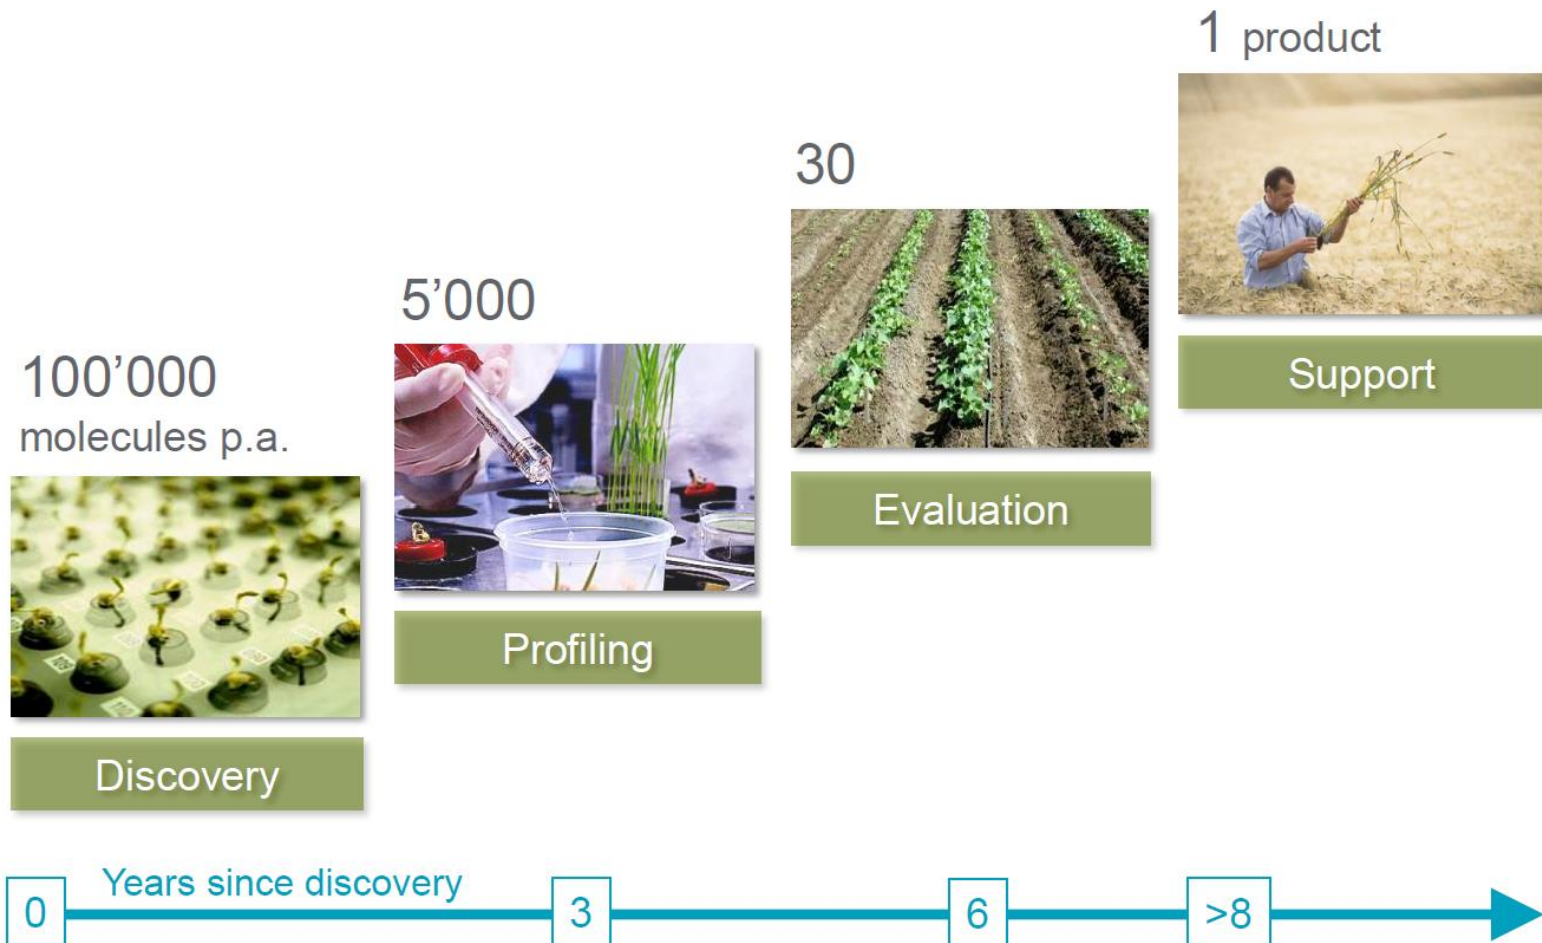 1 product
30
5’000
100’000
molecules p.a.
Support
Evaluation
Profiling
Discovery
Years since discovery
0
3
6
>8